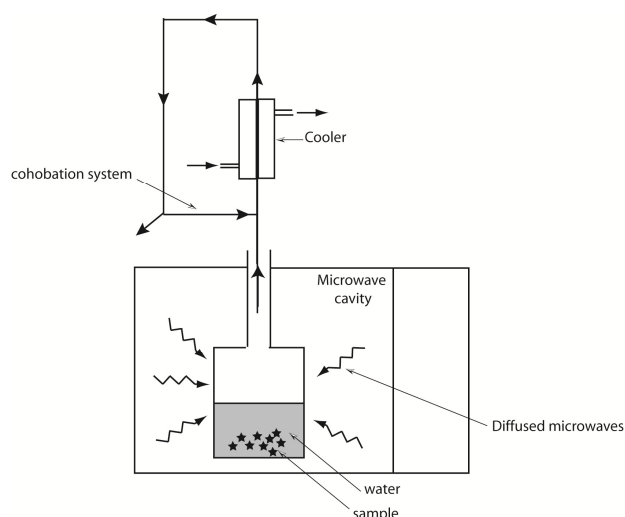 Cooler
cohobation system
Microwave
cavity
Diffused microwaves
water
sample